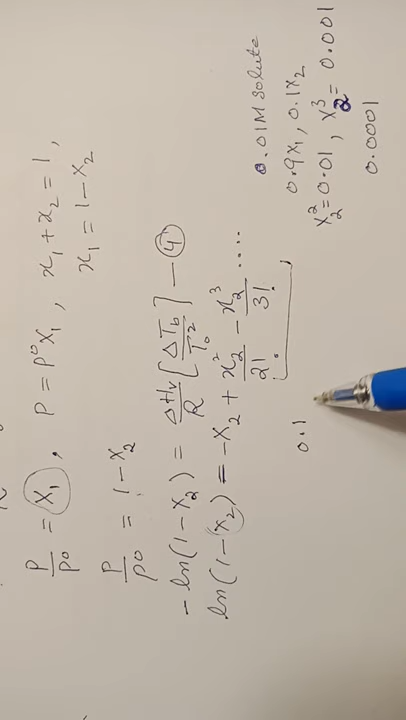 P/P° = x₁, P = P°x₁, x₁ + x₂ = 1,
x₁ = 1 - x₂
P/P° = 1 - x₂
- ln(1 - x₂) = ΔHv/R [ΔTb/T₀²] — ④
ln(1 - x₂) = -x₂ + x₂²/2! - x₂³/3! ....
0.1
0.01M solute
0.9x₁, 0.1x₂
x₂² = 0.01, x₂³ = 0.001
0.0001